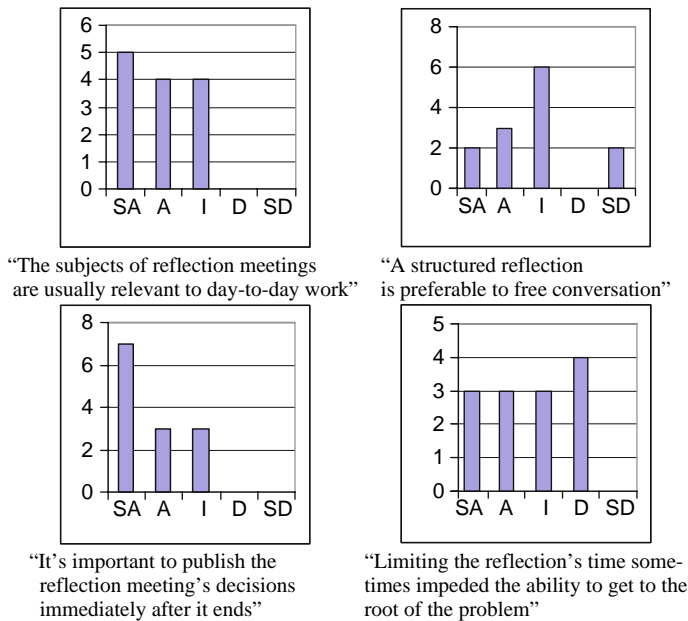 6
5
4
3
2
1
0
SA A I D SD
“The subjects of reflection meetings
are usually relevant to day-to-day work”
8
6
4
2
0
SA A I D SD
“A structured reflection
is preferable to free conversation”
8
6
4
2
0
SA A I D SD
“It's important to publish the
reflection meeting’s decisions
immediately after it ends”
5
4
3
2
1
0
SA A I D SD
“Limiting the reflection’s time some-
times impeded the ability to get to the
root of the problem”